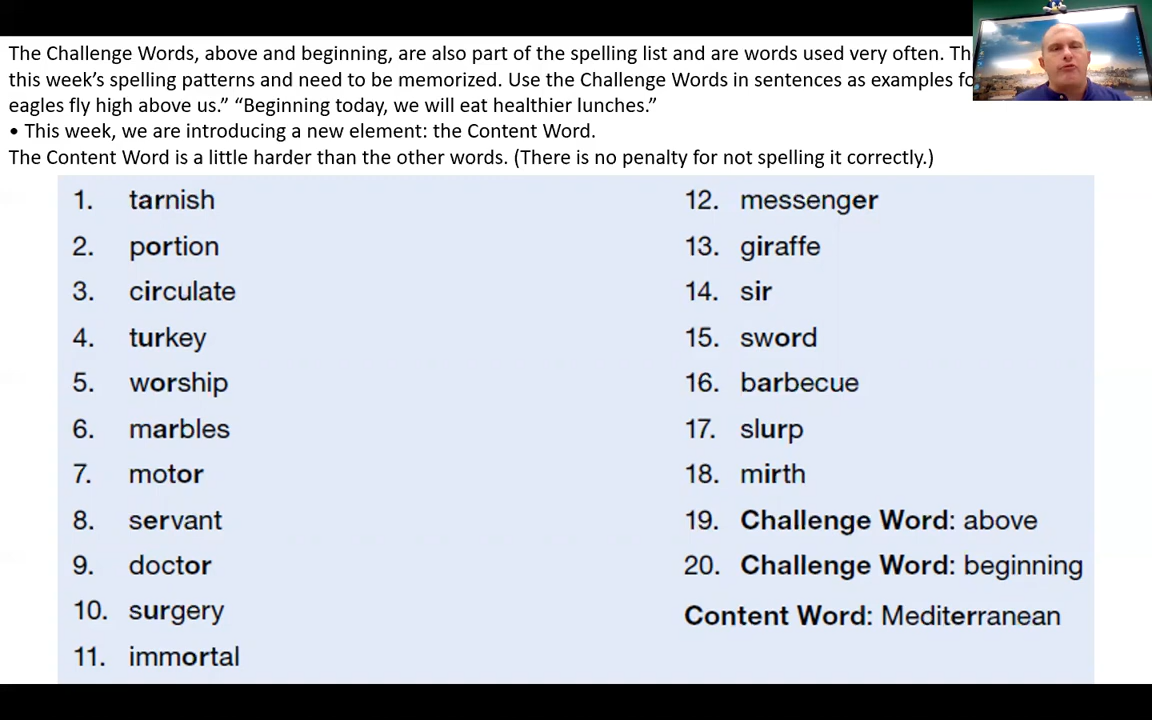 The Challenge Words, above and beginning, are also part of the spelling list and are words used very often.
this week’s spelling patterns and need to be memorized. Use the Challenge Words in sentences as examples
eagles fly high above us.” “Beginning today, we will eat healthier lunches.”
• This week, we are introducing a new element: the Content Word.
The Content Word is a little harder than the other words. (There is no penalty for not spelling it correctly.)
1. tarnish
2. portion
3. circulate
4. turkey
5. worship
6. marbles
7. motor
8. servant
9. doctor
10. surgery
11. immortal
12. messenger
13. giraffe
14. sir
15. sword
16. barbecue
17. slurp
18. mirth
19. Challenge Word: above
20. Challenge Word: beginning
Content Word: Mediterranean